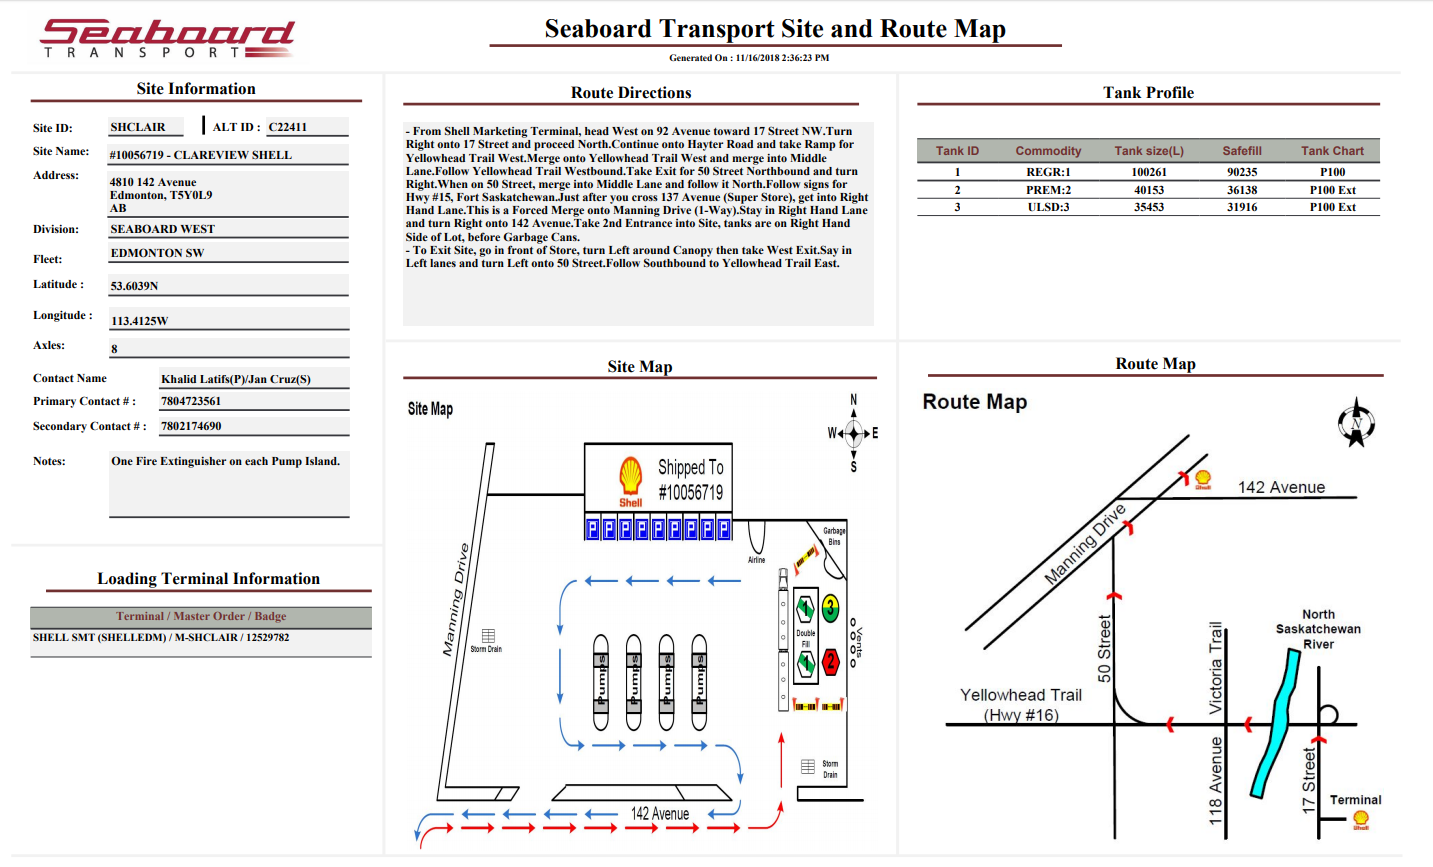 Seaboard
TRANSPORT
Seaboard Transport Site and Route Map
Generated On : 11/16/2018 2:36:23 PM
Site Information
Site ID: SHCLAIR ALT ID : C22411
Site Name: #10056719 - CLAREVIEW SHELL
Address: 4810 142 Avenue
Edmonton, T5Y0L9
AB
Division: SEABOARD WEST
Fleet: EDMONTON SW
Latitude : 53.6039N
Longitude : 113.4125W
Axles: 8
Contact Name Khalid Latifs(P)/Jan Cruz(S)
Primary Contact # : 7804723561
Secondary Contact # : 7802174690
Notes: One Fire Extinguisher on each Pump Island.
Loading Terminal Information
Terminal / Master Order / Badge
SHELL SMT (SHELLEDM) / M-SHCLAIR / 12529782
Route Directions
- From Shell Marketing Terminal, head West on 92 Avenue toward 17 Street NW.Turn
Right onto 17 Street and proceed North.Continue onto Hayter Road and take Ramp for
Yellowhead Trail West.Merge onto Yellowhead Trail West and merge into Middle
Lane.Follow Yellowhead Trail Westbound.Take Exit for 50 Street Northbound and turn
Right.When on 50 Street, merge into Middle Lane and follow it North.Follow signs for
Hwy #15, Fort Saskatchewan.Just after you cross 137 Avenue (Super Store), get into Right
Hand Lane.This is a Forced Merge onto Manning Drive (1-Way).Stay in Right Hand Lane
and turn Right onto 142 Avenue.Take 2nd Entrance into Site, tanks are on Right Hand
Side of Lot, before Garbage Cans.
- To Exit Site, go in front of Store, turn Left around Canopy then take West Exit.Say in
Left lanes and turn Left onto 50 Street.Follow Southbound to Yellowhead Trail East.
Tank Profile
Tank ID Commodity Tank size(L) Safefill Tank Chart
1 REGR:1 100261 90235 P100
2 PREM:2 40153 36138 P100 Ext
3 ULSD:3 35453 31916 P100 Ext
Site Map
Site Map
N
W E
S
Shell
Shipped To
#10056719
P P P P P P P P P
Airline
Garbage
Bins
Manning Drive
Storm Drain
Pumps
Pumps
Pumps
Pumps
1
3
Double
Fill
1
2
Vents
Storm
Drain
142 Avenue
Route Map
Route Map
N
Shell
142 Avenue
Manning Drive
50 Street
Yellowhead Trail
(Hwy #16)
Victoria Trail
118 Avenue
North
Saskatchewan
River
17 Street
Terminal
Shell